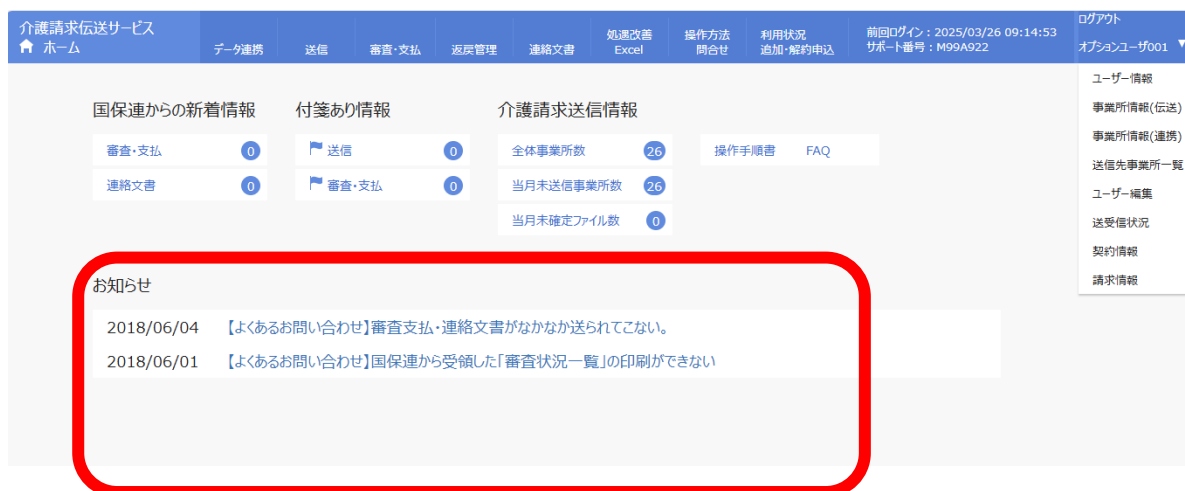 介護請求伝送サービス
ホーム
データ連携
送信
審査・支払
返戻管理
連絡文書
処遇改善
Excel
操作方法
問合せ
利用状況
追加・解約申込
前回ログイン：2025/03/26 09:14:53
サポート番号：M99A922
ログアウト
オプションユーザ001 ▼
ユーザー情報
事業所情報(伝送)
事業所情報(連携)
送信先事業所一覧
ユーザー編集
送受信状況
契約情報
請求情報
国保連からの新着情報
審査・支払 0
連絡文書 0
付箋あり情報
送信 0
審査・支払 0
介護請求送信情報
全体事業所数 26
当月未送信事業所数 26
当月未確定ファイル数 0
操作手順書 FAQ
お知らせ
2018/06/04 【よくあるお問い合わせ】審査支払・連絡文書がなかなか送られてこない。
2018/06/01 【よくあるお問い合わせ】国保連から受領した「審査状況一覧」の印刷ができない